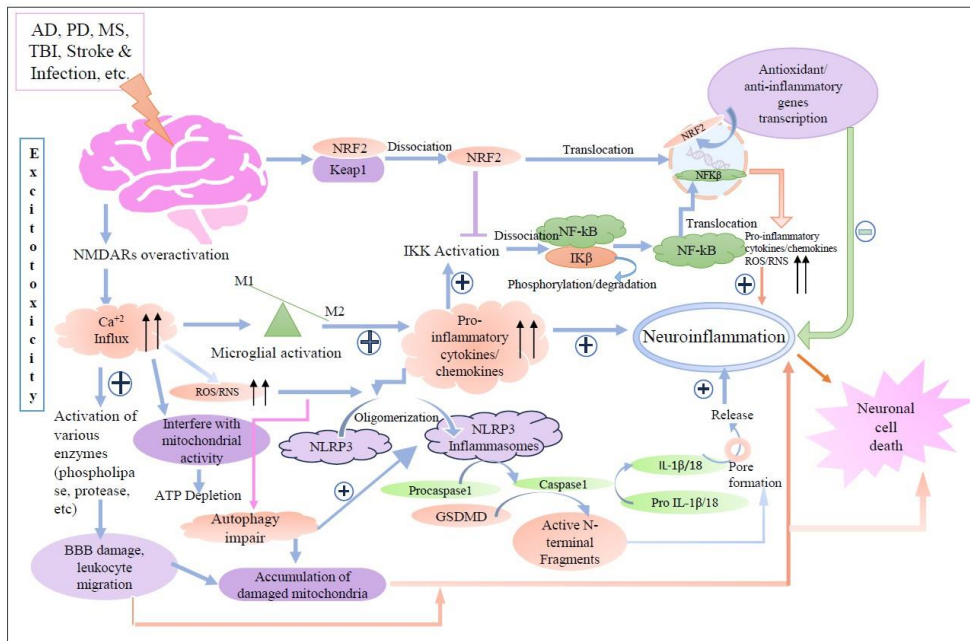 AD, PD, MS,
TBI, Stroke &
Infection, etc.
Excitotoxicity
NMDARs overactivation
Ca+2
Influx
Activation of
various
enzymes
(phospholipa
se, protease,
etc)
BBB damage,
leukocyte
migration
M1
M2
Microglial activation
ROS/RNS
Interfere with
mitochondrial
activity
ATP Depletion
Autophagy
impair
Accumulation of
damaged mitochondria
NRF2
Keap1
Dissociation
NRF2
Translocation
IKK Activation
Dissociation
NF-kB
IKβ
Phosphorylation/degradation
NF-kB
Translocation
NRF2
NFKβ
Antioxidant/
anti-inflammatory
genes
transcription
Pro-inflammatory
cytokines/chemokines
ROS/RNS
Pro-
inflammatory
cytokines/
chemokines
Neuroinflammation
Neuronal
cell
death
Oligomerization
NLRP3
NLRP3
Inflammasomes
Procaspase1
Caspase1
GSDMD
Active N-
terminal
Fragments
IL-1β/18
Pro IL-1β/18
Release
Pore
formation